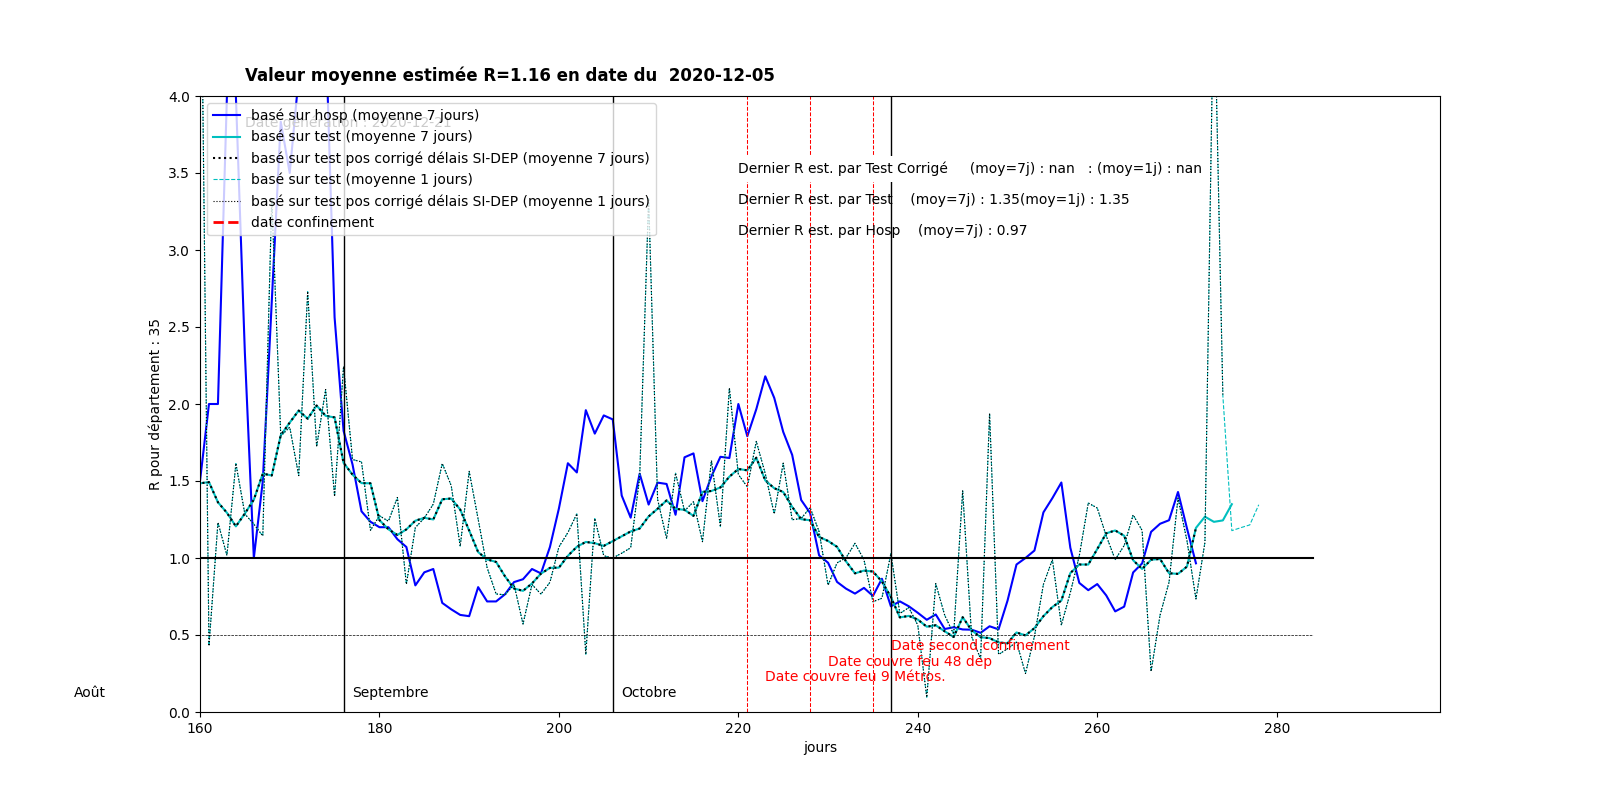 Valeur moyenne estimée R=1.16 en date du  2020-12-05
Date génération : 2020-12-21
basé sur hosp (moyenne 7 jours)
basé sur test (moyenne 7 jours)
basé sur test pos corrigé délais SI-DEP (moyenne 7 jours)
basé sur test (moyenne 1 jours)
basé sur test pos corrigé délais SI-DEP (moyenne 1 jours)
date confinement
Dernier R est. par Test Corrigé     (moy=7j) : nan   : (moy=1j) : nan
Dernier R est. par Test    (moy=7j) : 1.35(moy=1j) : 1.35
Dernier R est. par Hosp    (moy=7j) : 0.97
R pour département : 35
4.0
3.5
3.0
2.5
2.0
1.5
1.0
0.5
0.0
Date second confinement
Date couvre feu 48 dep
Date couvre feu 9 Métros.
Août
Septembre
Octobre
160 180 200 220 240 260 280
jours